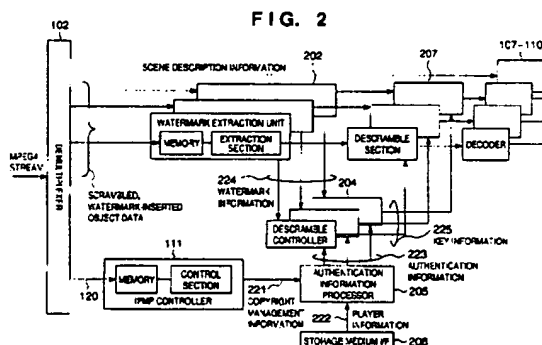 FIG. 2
102
202
207
107-110
SCENE DESCRIPTION INFORMATION
WATERMARK EXTRACTION UNIT
MEMORY
EXTRACTION
SECTION
DESCRAMBLE
SECTION
DECODER
DEMULTIPLEXER
MPEG4
STREAM
SCRAMBLED,
WATERMARK-INSERTED
OBJECT DATA
224
WATERMARK
INFORMATION
204
DESCRAMBLE
CONTROLLER
225
KEY INFORMATION
223
AUTHENTICATION
INFORMATION
111
MEMORY
CONTROL
SECTION
IPMP CONTROLLER
120
221
COPYRIGHT
MANAGEMENT
INFORMATION
AUTHENTICATION
INFORMATION
PROCESSOR
205
222
PLAYER
INFORMATION
STORAGE MEDIUM I/F
206